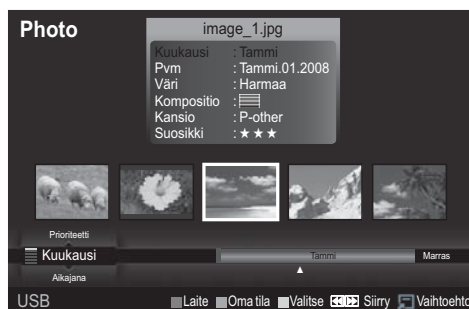 Photo
image_1.jpg
Kuukausi : Tammi
Pvm : Tammi.01.2008
Väri : Harmaa
Kompositio :
Kansio : P-other
Suosikki : ★★★
Prioriteetti
Kuukausi
Tammi
Marras
Aikajana
USB
Laite Oma tila Valitse Siirry Vaihtoehto